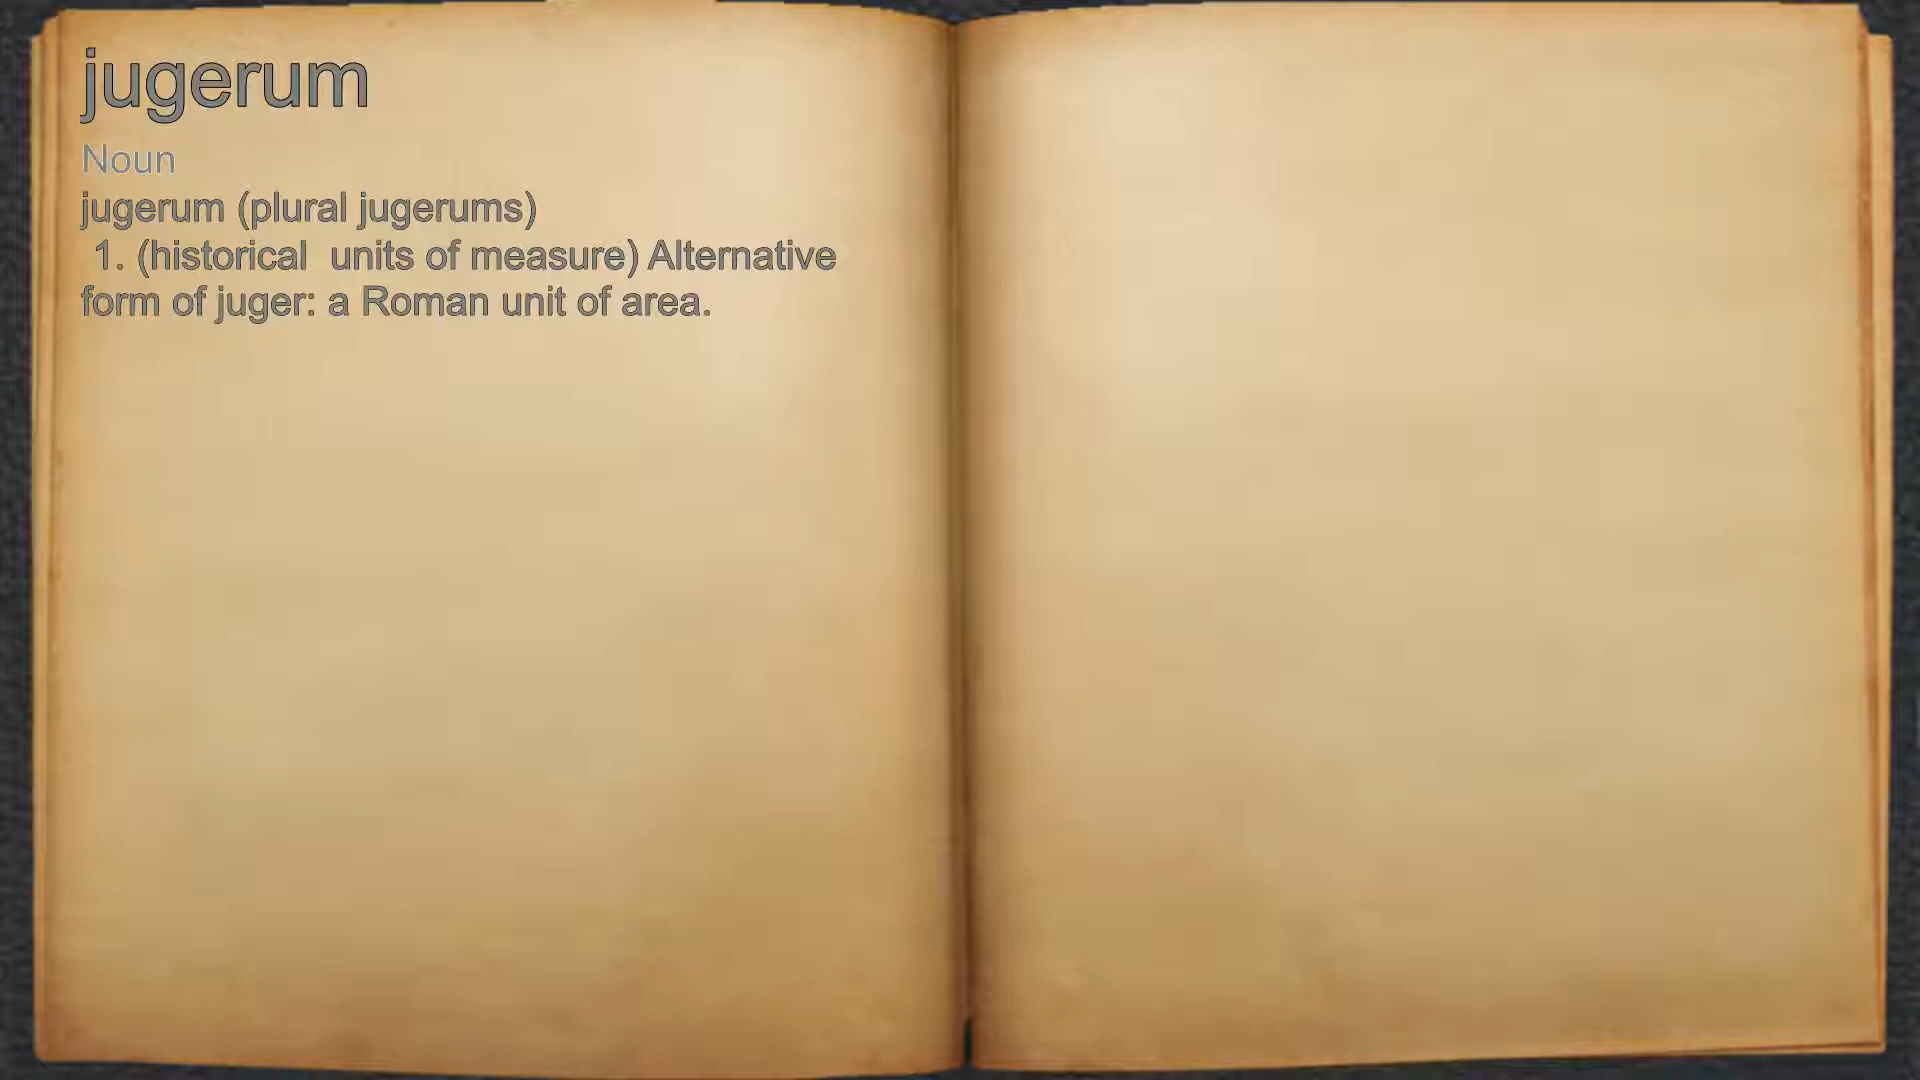 jugerum
Noun
jugerum (plural jugerums)
1. (historical  units of measure) Alternative
form of juger: a Roman unit of area.